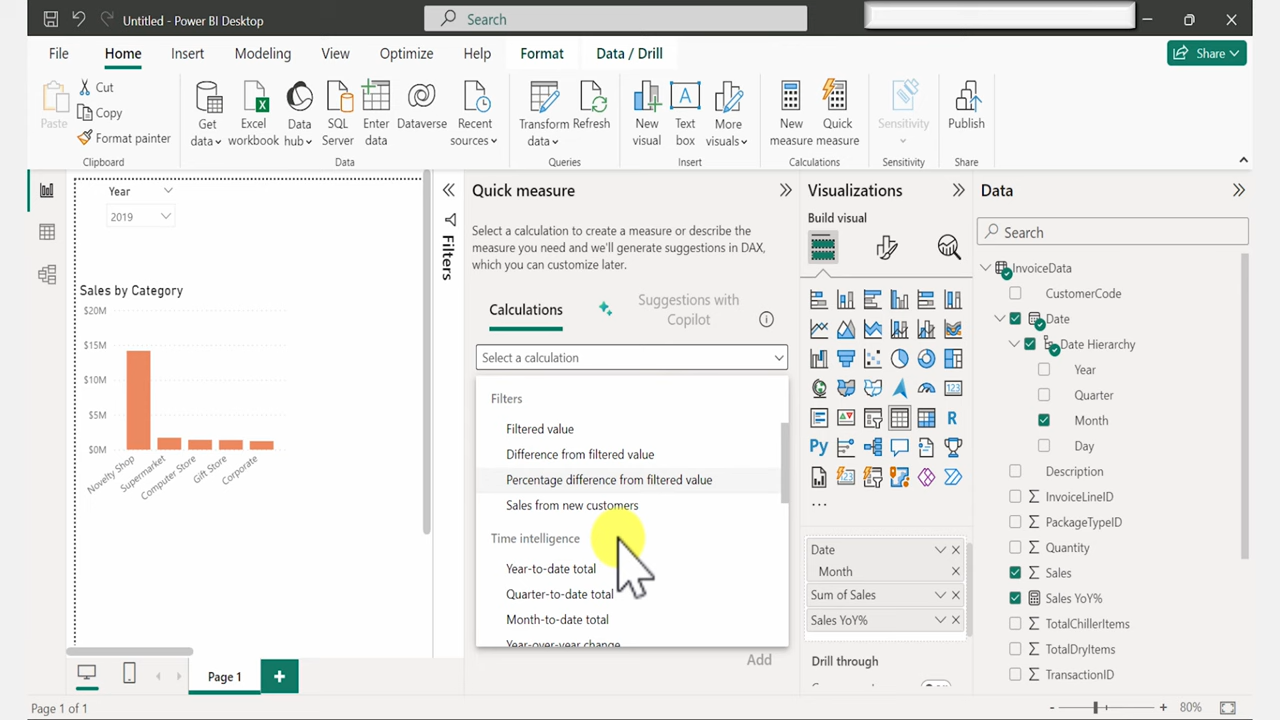 Untitled - Power BI Desktop
Search
File
Home
Insert
Modeling
View
Optimize
Help
Format
Data / Drill
Share
Paste
Cut
Copy
Format painter
Clipboard
Get
data
Excel
workbook
Data
hub
SQL
Server
Enter
data
Dataverse
Recent
sources
Data
Transform
data
Refresh
Queries
New
visual
Text
box
More
visuals
Insert
New
measure
Quick
measure
Calculations
Sensitivity
Sensitivity
Publish
Share
Year
2019
Sales by Category
$20M
$15M
$10M
$5M
$0M
Novelty Shop
Supermarket
Computer Store
Gift Store
Corporate
Filters
Quick measure
Select a calculation to create a measure or describe the
measure you need and we'll generate suggestions in DAX,
which you can customize later.
Calculations
Suggestions with
Copilot
Select a calculation
Filters
Filtered value
Difference from filtered value
Percentage difference from filtered value
Sales from new customers
Time intelligence
Year-to-date total
Quarter-to-date total
Month-to-date total
Year-over-year change
Add
Visualizations
Build visual
123
R
Py
Date
Month
Sum of Sales
Sales YoY%
Drill through
Data
Search
InvoiceData
CustomerCode
Date
Date Hierarchy
Year
Quarter
Month
Day
Description
InvoiceLineID
PackageTypeID
Quantity
Sales
Sales YoY%
TotalChillerItems
TotalDryItems
TransactionID
Page 1
Page 1 of 1
80%